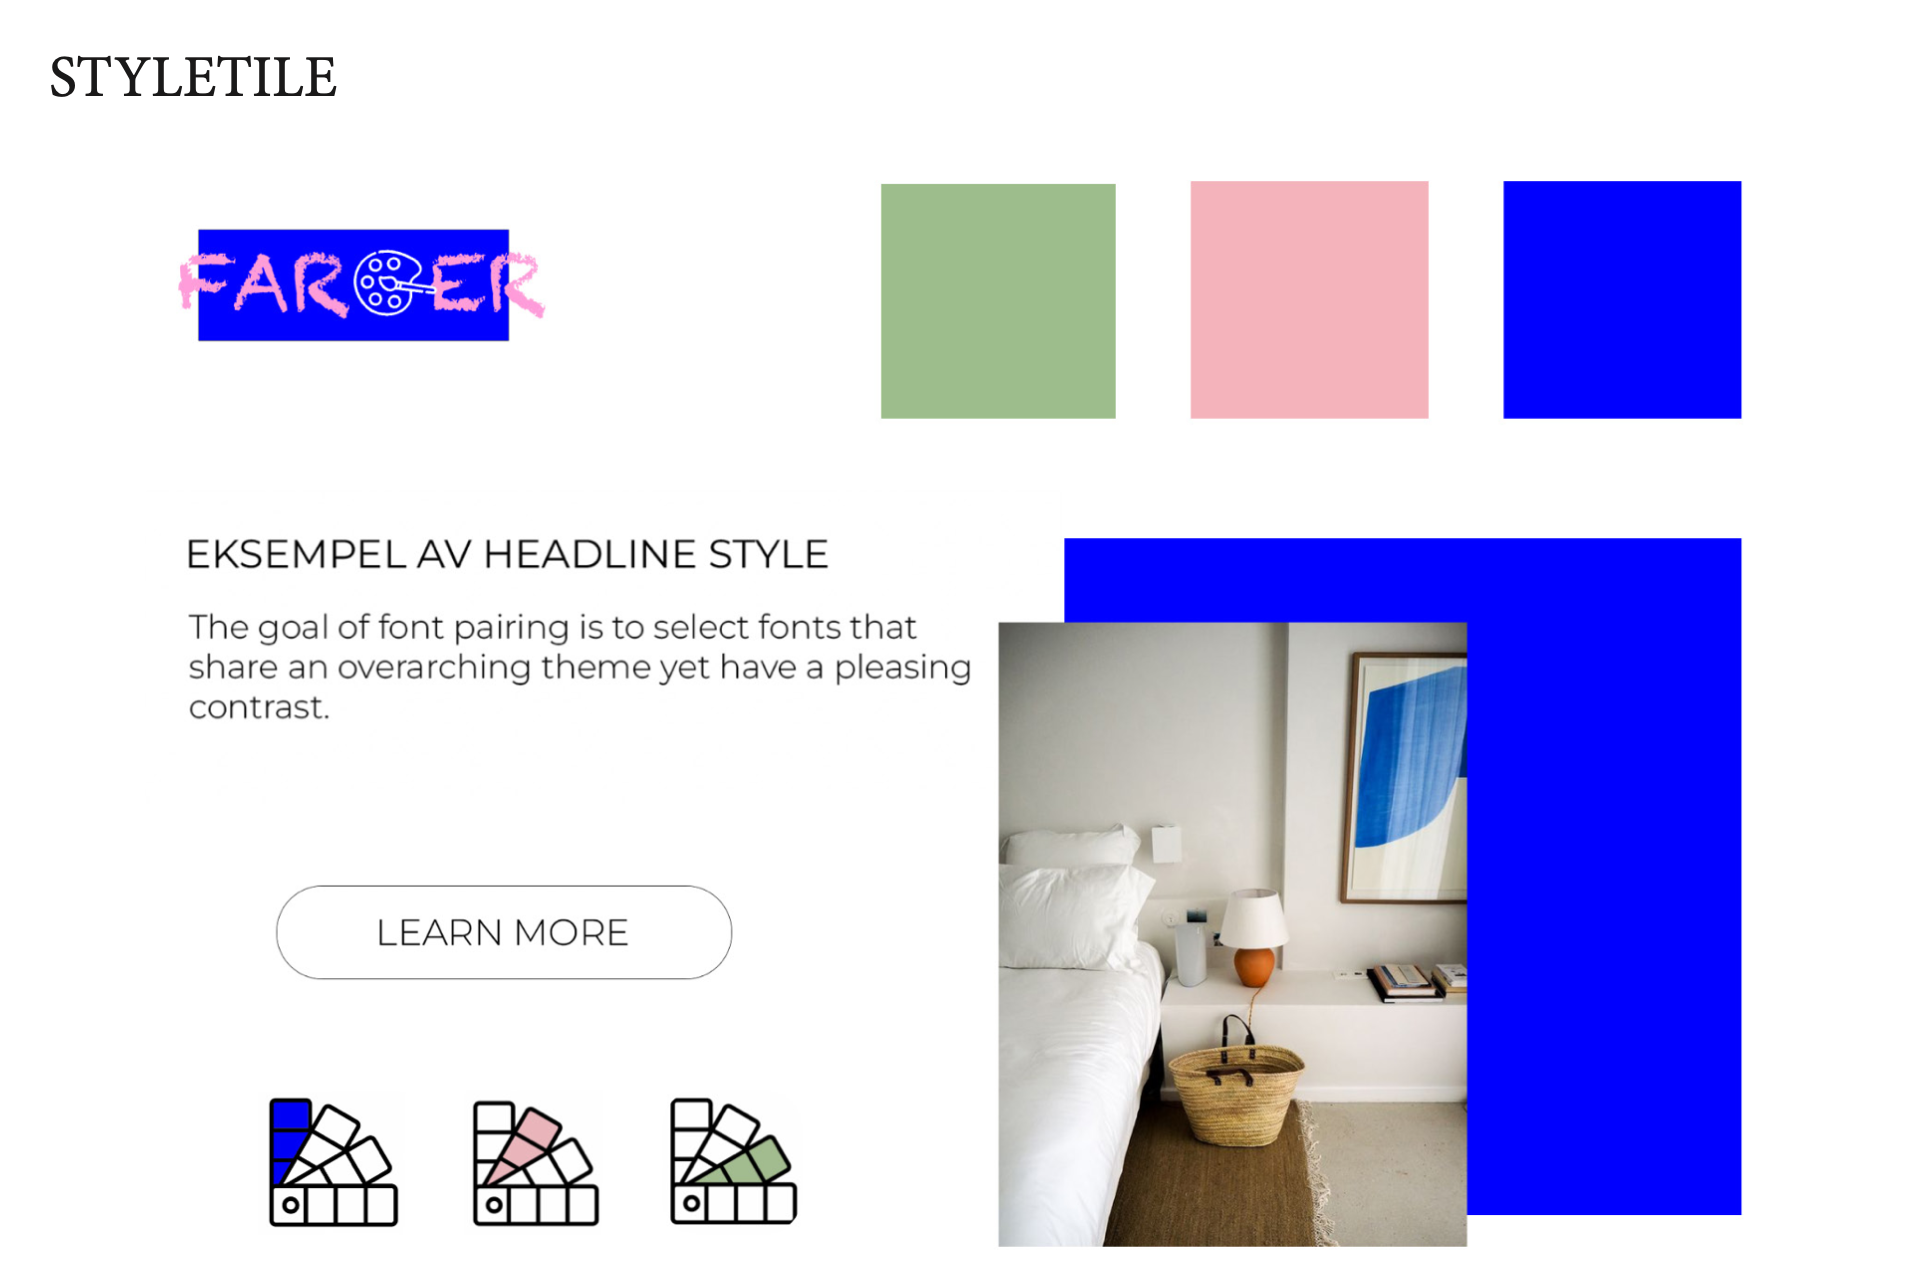 STYLETILE
FARGER
EKSEMPEL AV HEADLINE STYLE
The goal of font pairing is to select fonts that
share an overarching theme yet have a pleasing
contrast.
LEARN MORE